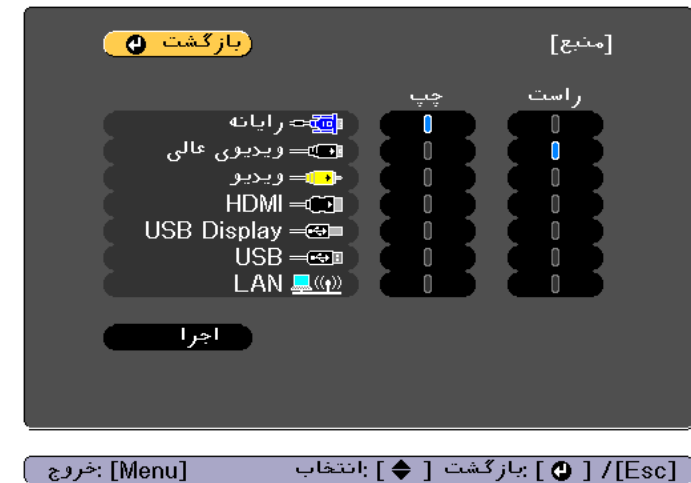 [منبع] بازگشت
راست چپ
رایانه
ویدیوی عالی
ویدیو
HDMI
USB Display
USB
LAN
اجرا
[Esc] / [ ] :بازگشت [ ] :انتخاب [Menu] :خروج